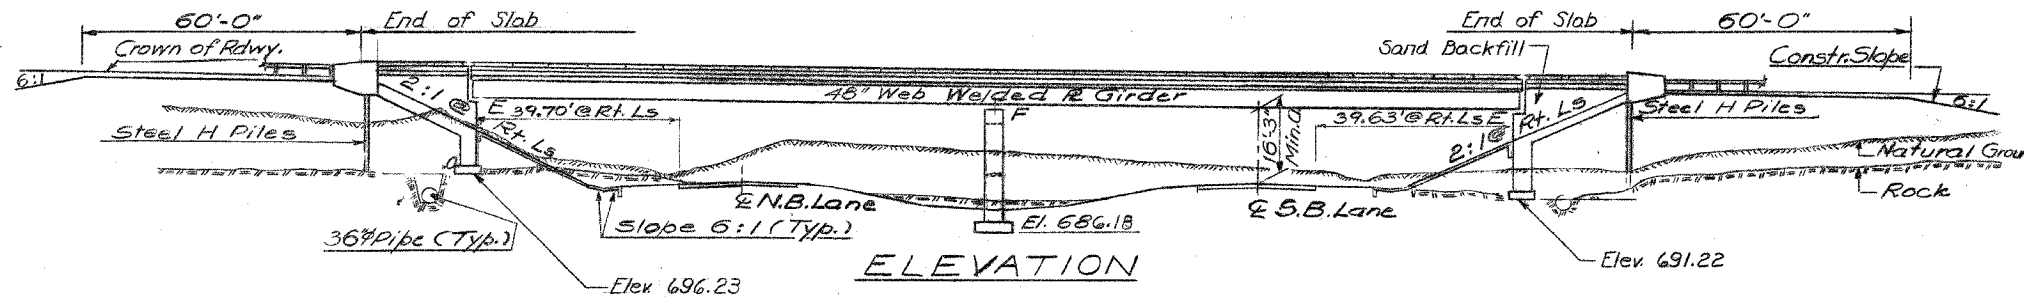 60'-0"
End of Slab
End of Slab
60'-0"
Crown of Rdwy.
Sand Backfill
Constr. Slope
6:1
2:1 @
Rt. Ls
48" Web Welded ℞ Girder
E 39.70' @ Rt. Ls
F
16'-3"
Min. Cl.
39.63' @ Rt. Ls E
2:1 @
Rt. Ls
6:1
Steel H Piles
Steel H Piles
Natural Grou
Rock
℄ N.B. Lane
℄ S.B. Lane
36"ϕ Pipe (Typ.)
Slope 6:1 (Typ.)
El. 686.18
ELEVATION
Elev. 691.22
Elev. 696.23